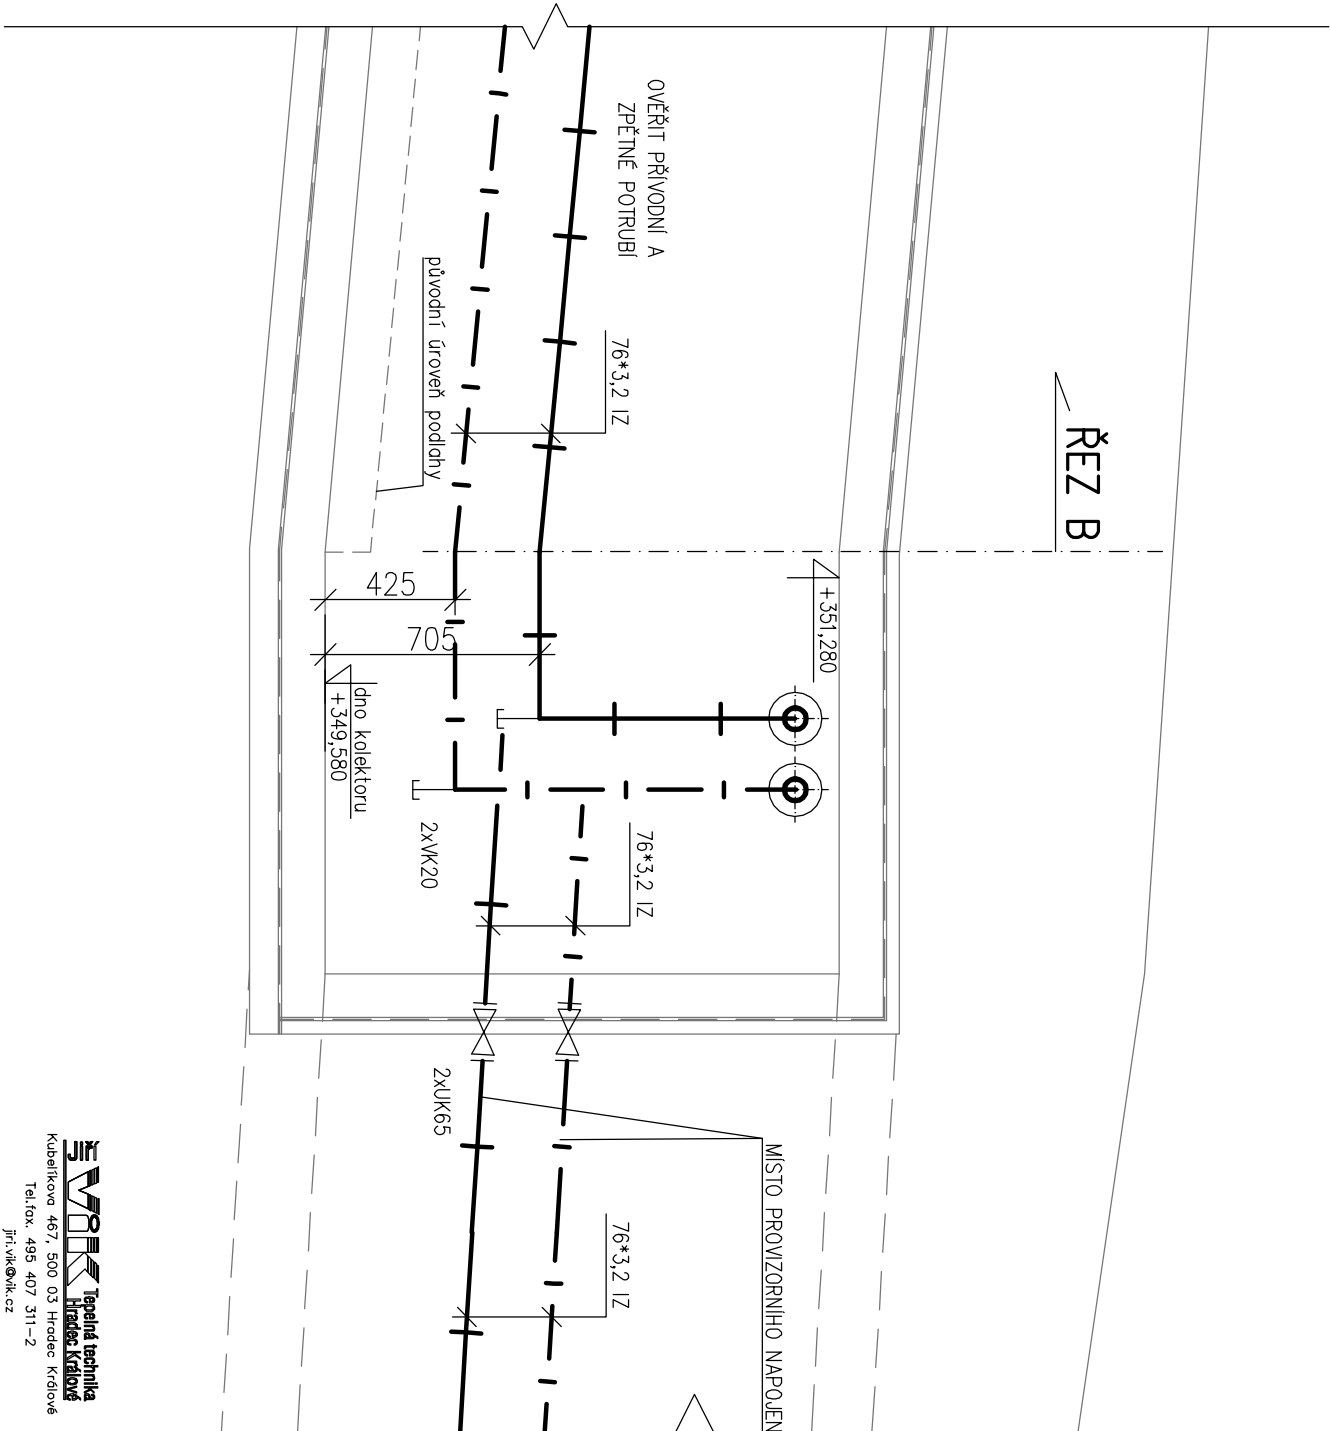 OVĚŘIT PŘÍVODNÍ A
ZPĚTNÉ POTRUBÍ
původní úroveň podlahy
76*3,2 IZ
ŘEZ B
425
705
+351,280
dno kolektoru
+349,580
2xVK20
76*3,2 IZ
2xUK65
MÍSTO PROVIZORNÍHO NAPOJEN
76*3,2 IZ
jiří VIK Tepelná technika
Hradec Králové
Kubelíkova 467, 500 03 Hradec Králové
Tel.fax. 495 407 311-2
jiri.vik@vik.cz